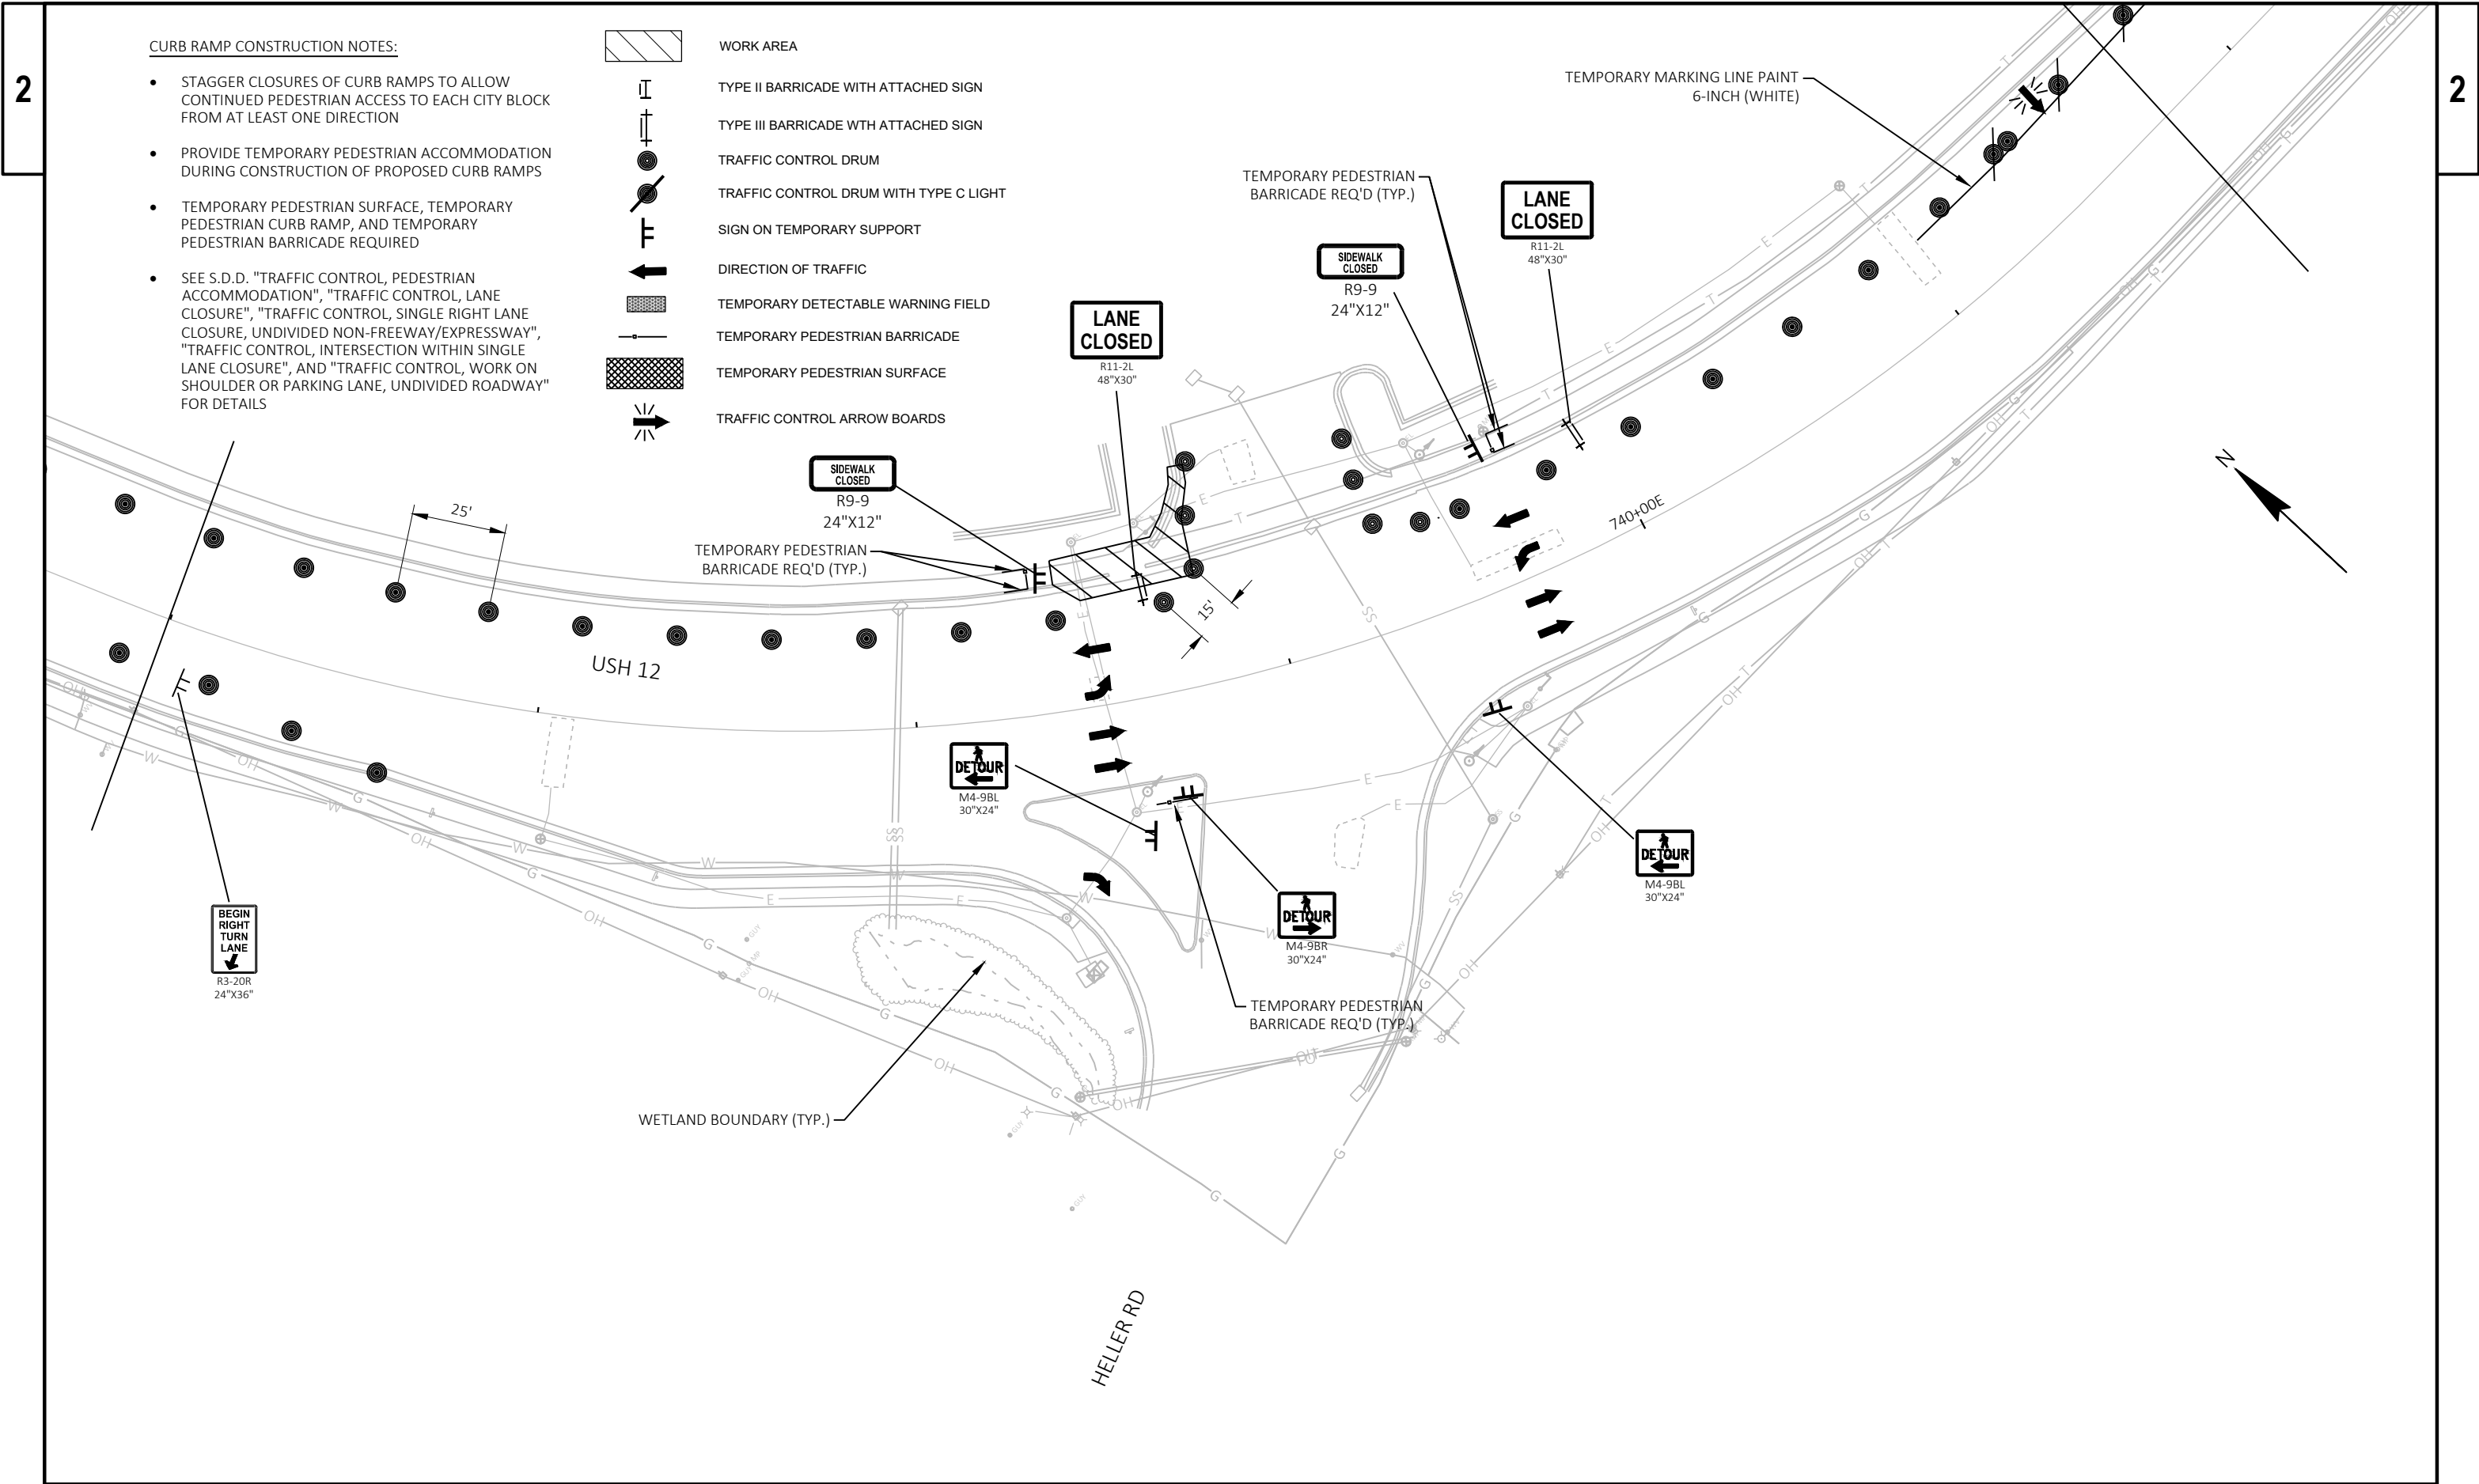 2
2
CURB RAMP CONSTRUCTION NOTES:
• STAGGER CLOSURES OF CURB RAMPS TO ALLOW
CONTINUED PEDESTRIAN ACCESS TO EACH CITY BLOCK
FROM AT LEAST ONE DIRECTION
• PROVIDE TEMPORARY PEDESTRIAN ACCOMMODATION
DURING CONSTRUCTION OF PROPOSED CURB RAMPS
• TEMPORARY PEDESTRIAN SURFACE, TEMPORARY
PEDESTRIAN CURB RAMP, AND TEMPORARY
PEDESTRIAN BARRICADE REQUIRED
• SEE S.D.D. "TRAFFIC CONTROL, PEDESTRIAN
ACCOMMODATION", "TRAFFIC CONTROL, LANE
CLOSURE", "TRAFFIC CONTROL, SINGLE RIGHT LANE
CLOSURE, UNDIVIDED NON-FREEWAY/EXPRESSWAY",
"TRAFFIC CONTROL, INTERSECTION WITHIN SINGLE
LANE CLOSURE", AND "TRAFFIC CONTROL, WORK ON
SHOULDER OR PARKING LANE, UNDIVIDED ROADWAY"
FOR DETAILS
WORK AREA
TYPE II BARRICADE WITH ATTACHED SIGN
TYPE III BARRICADE WTH ATTACHED SIGN
TRAFFIC CONTROL DRUM
TRAFFIC CONTROL DRUM WITH TYPE C LIGHT
SIGN ON TEMPORARY SUPPORT
DIRECTION OF TRAFFIC
TEMPORARY DETECTABLE WARNING FIELD
TEMPORARY PEDESTRIAN BARRICADE
TEMPORARY PEDESTRIAN SURFACE
TRAFFIC CONTROL ARROW BOARDS
TEMPORARY MARKING LINE PAINT
6-INCH (WHITE)
TEMPORARY PEDESTRIAN
BARRICADE REQ'D (TYP.)
LANE
CLOSED
R11-2L
48"X30"
SIDEWALK
CLOSED
R9-9
24"X12"
LANE
CLOSED
R11-2L
48"X30"
SIDEWALK
CLOSED
R9-9
24"X12"
TEMPORARY PEDESTRIAN
BARRICADE REQ'D (TYP.)
25'
15'
740+00E
N
USH 12
DETOUR
M4-9BL
30"X24"
DETOUR
M4-9BR
30"X24"
DETOUR
M4-9BL
30"X24"
BEGIN
RIGHT
TURN
LANE
R3-20R
24"X36"
TEMPORARY PEDESTRIAN
BARRICADE REQ'D (TYP.)
WETLAND BOUNDARY (TYP.)
HELLER RD